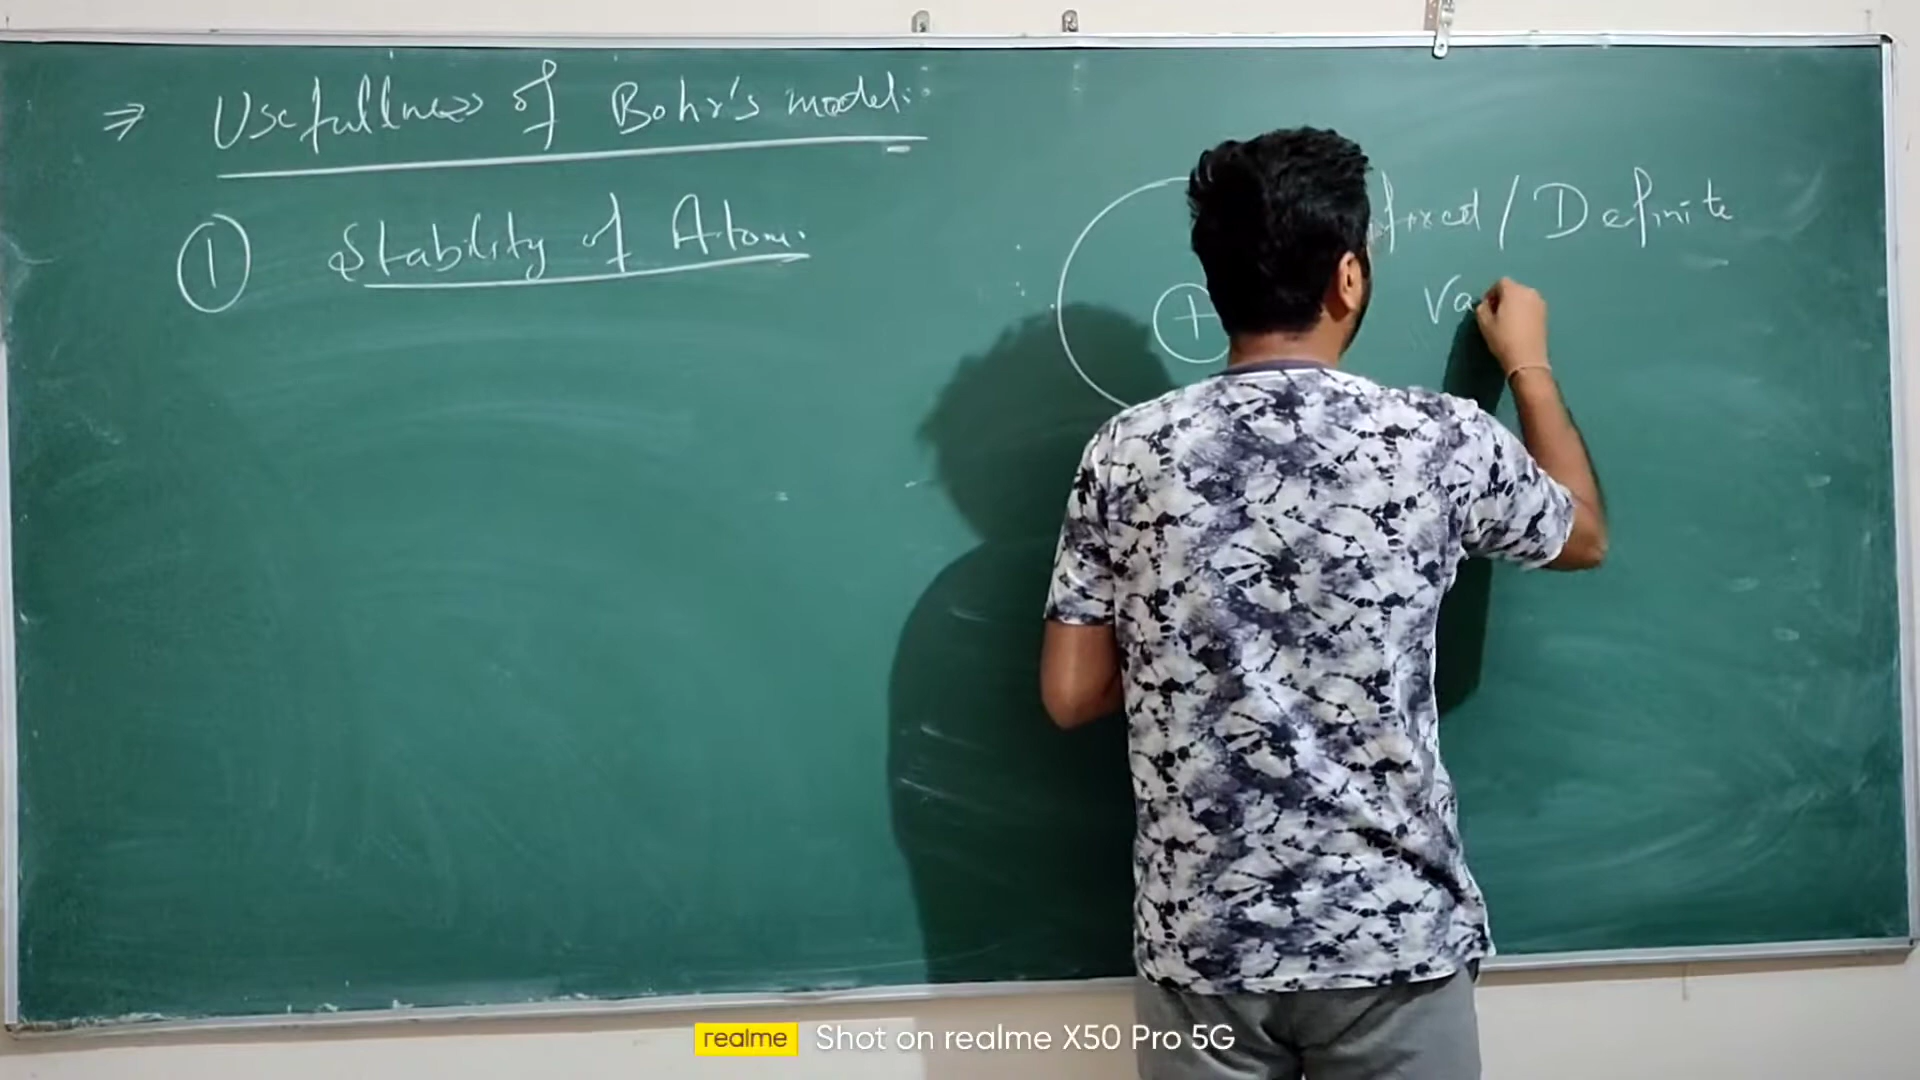 ⇒ Usefullness of Bohr's model:
① Stability of Atom.
+
fixed / Definite
Va
realme Shot on realme X50 Pro 5G